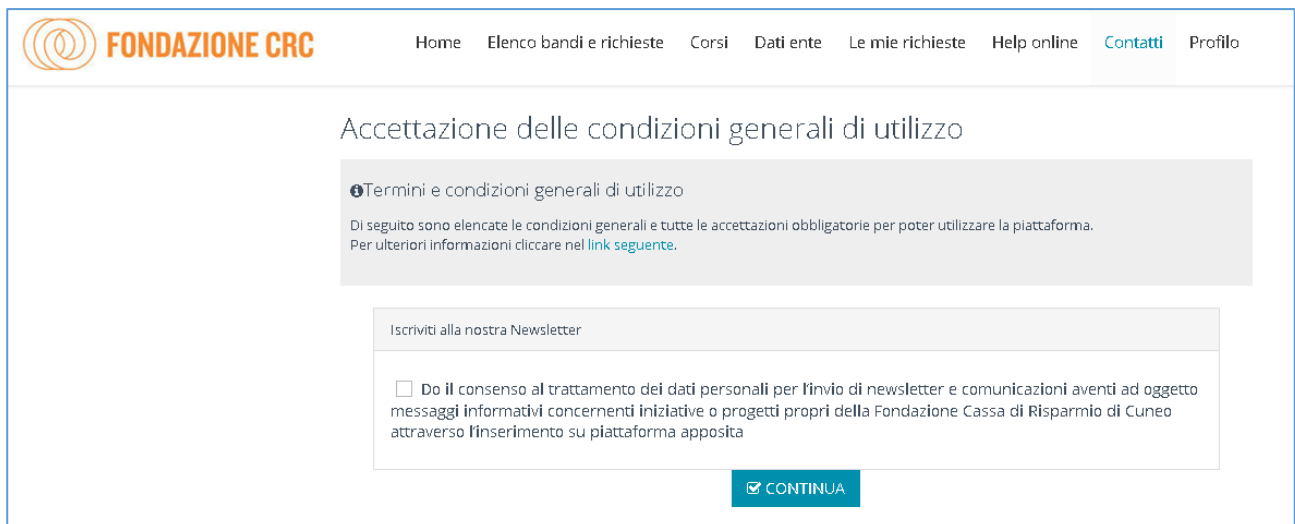 FONDAZIONE CRC
Home Elenco bandi e richieste Corsi Dati ente Le mie richieste Help online Contatti Profilo
Accettazione delle condizioni generali di utilizzo
Termini e condizioni generali di utilizzo
Di seguito sono elencate le condizioni generali e tutte le accettazioni obbligatorie per poter utilizzare la piattaforma.
Per ulteriori informazioni cliccare nel link seguente.
Iscriviti alla nostra Newsletter
Do il consenso al trattamento dei dati personali per l'invio di newsletter e comunicazioni aventi ad oggetto
messaggi informativi concernenti iniziative o progetti propri della Fondazione Cassa di Risparmio di Cuneo
attraverso l'inserimento su piattaforma apposita
CONTINUA